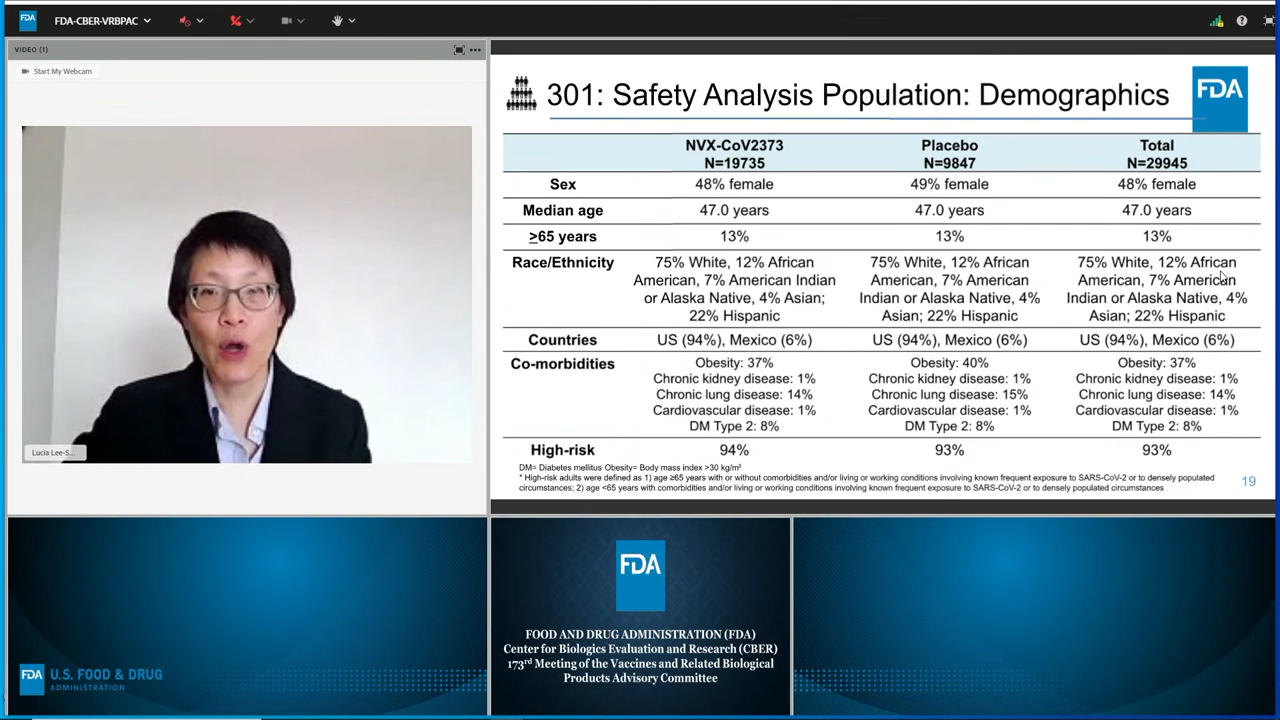 FDA
FDA-CBER-VRBPAC
VIDEO (1)
Start My Webcam
Lucia Lee-S...
301: Safety Analysis Population: Demographics
FDA
NVX-CoV2373 Placebo Total
N=19735 N=9847 N=29945
Sex 48% female 49% female 48% female
Median age 47.0 years 47.0 years 47.0 years
≥65 years 13% 13% 13%
Race/Ethnicity 75% White, 12% African 75% White, 12% African 75% White, 12% African
American, 7% American Indian American, 7% American American, 7% American
or Alaska Native, 4% Asian; Indian or Alaska Native, 4% Indian or Alaska Native, 4%
22% Hispanic Asian; 22% Hispanic Asian; 22% Hispanic
Countries US (94%), Mexico (6%) US (94%), Mexico (6%) US (94%), Mexico (6%)
Co-morbidities Obesity: 37% Obesity: 40% Obesity: 37%
Chronic kidney disease: 1% Chronic kidney disease: 1% Chronic kidney disease: 1%
Chronic lung disease: 14% Chronic lung disease: 15% Chronic lung disease: 14%
Cardiovascular disease: 1% Cardiovascular disease: 1% Cardiovascular disease: 1%
DM Type 2: 8% DM Type 2: 8% DM Type 2: 8%
High-risk 94% 93% 93%
DM= Diabetes mellitus Obesity= Body mass index >30 kg/m²
* High-risk adults were defined as 1) age ≥65 years with or without comorbidities and/or living or working conditions involving known frequent exposure to SARS-CoV-2 or to densely populated
circumstances; 2) age <65 years with comorbidities and/or living or working conditions involving known frequent exposure to SARS-CoV-2 or to densely populated circumstances
19
FDA
FOOD AND DRUG ADMINISTRATION (FDA)
Center for Biologics Evaluation and Research (CBER)
173rd Meeting of the Vaccines and Related Biological
Products Advisory Committee
FDA U.S. FOOD & DRUG
ADMINISTRATION